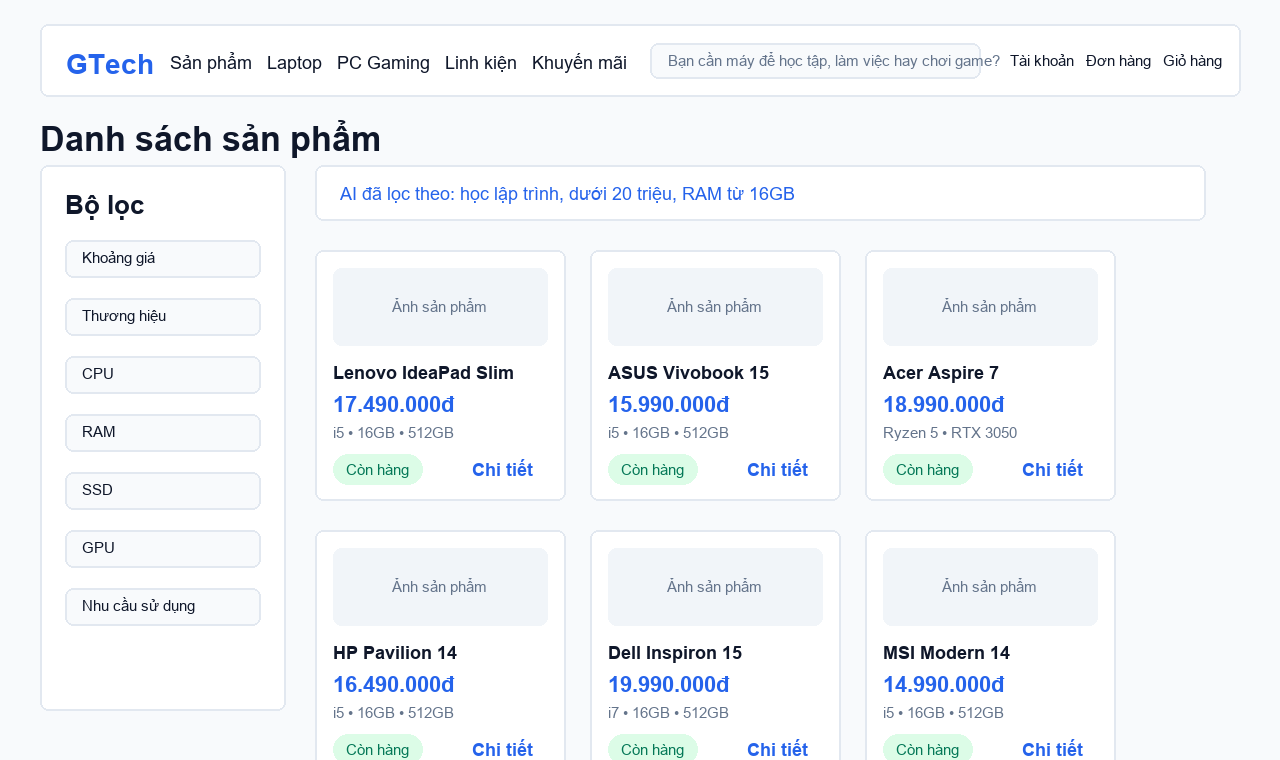 GTech Sản phẩm Laptop PC Gaming Linh kiện Khuyến mãi Bạn cần máy để học tập, làm việc hay chơi game? Tài khoản Đơn hàng Giỏ hàng
Danh sách sản phẩm
Bộ lọc
Khoảng giá
Thương hiệu
CPU
RAM
SSD
GPU
Nhu cầu sử dụng
AI đã lọc theo: học lập trình, dưới 20 triệu, RAM từ 16GB
Ảnh sản phẩm
Lenovo IdeaPad Slim
17.490.000đ
i5 • 16GB • 512GB
Còn hàng Chi tiết
Ảnh sản phẩm
ASUS Vivobook 15
15.990.000đ
i5 • 16GB • 512GB
Còn hàng Chi tiết
Ảnh sản phẩm
Acer Aspire 7
18.990.000đ
Ryzen 5 • RTX 3050
Còn hàng Chi tiết
Ảnh sản phẩm
HP Pavilion 14
16.490.000đ
i5 • 16GB • 512GB
Còn hàng Chi tiết
Ảnh sản phẩm
Dell Inspiron 15
19.990.000đ
i7 • 16GB • 512GB
Còn hàng Chi tiết
Ảnh sản phẩm
MSI Modern 14
14.990.000đ
i5 • 16GB • 512GB
Còn hàng Chi tiết